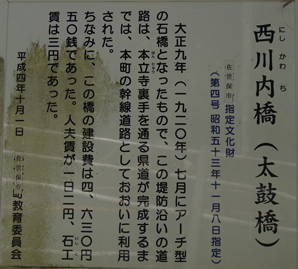 にし かわ ち
西川内橋（太鼓橋）
佐世保市
指定文化財
（第四号 昭和五十三年十一月八日指定）
大正九年（一九二〇年）七月にアーチ型
の石橋となったもので、この堤防沿いの道
路は、本立寺裏手を通る県道が完成するま
では、本町の幹線道路としておおいに利用
された。
ちなみに、この橋の建設費は四、六三〇円
五〇銭であった。人夫賃が一日二円、石工
賃は三円であった。
平成四年十月一日
佐世保市
教育委員会